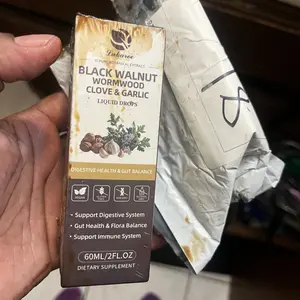 BLACK WALNUT
WORMWOOD
CLOVE & GARLIC
LIQUID DROPS
DIGESTIVE HEALTH & GUT BALANCE
• Support Digestive System
• Gut Health & Flora Balance
• Support Immune System
60ML/2FL.OZ
DIETARY SUPPLEMENT
18